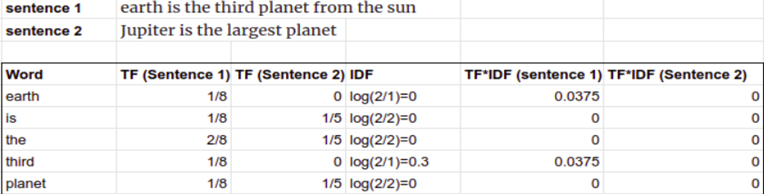 sentence 1 earth is the third planet from the sun
sentence 2 Jupiter is the largest planet
Word TF (Sentence 1) TF (Sentence 2) IDF TF*IDF (sentence 1) TF*IDF (Sentence 2)
earth 1/8 0 log(2/1)=0 0.0375 0
is 1/8 1/5 log(2/2)=0 0 0
the 2/8 1/5 log(2/2)=0 0 0
third 1/8 0 log(2/1)=0.3 0.0375 0
planet 1/8 1/5 log(2/2)=0 0 0